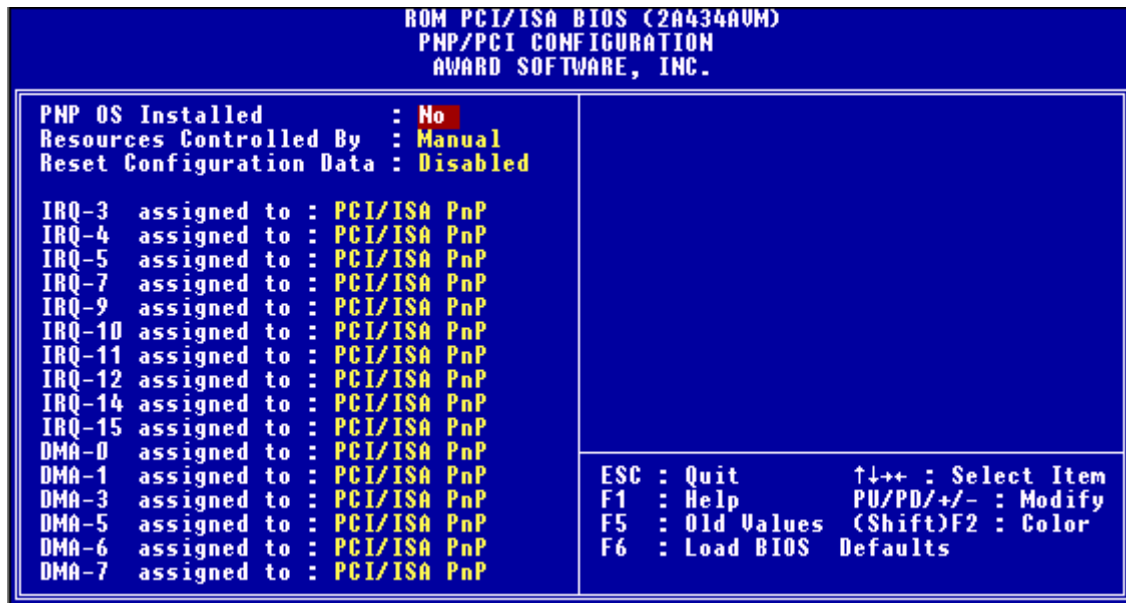 ROM PCI/ISA BIOS (2A434AVM)
PNP/PCI CONFIGURATION
AWARD SOFTWARE, INC.
PNP OS Installed : No
Resources Controlled By : Manual
Reset Configuration Data : Disabled
IRQ-3 assigned to : PCI/ISA PnP
IRQ-4 assigned to : PCI/ISA PnP
IRQ-5 assigned to : PCI/ISA PnP
IRQ-7 assigned to : PCI/ISA PnP
IRQ-9 assigned to : PCI/ISA PnP
IRQ-10 assigned to : PCI/ISA PnP
IRQ-11 assigned to : PCI/ISA PnP
IRQ-12 assigned to : PCI/ISA PnP
IRQ-14 assigned to : PCI/ISA PnP
IRQ-15 assigned to : PCI/ISA PnP
DMA-0 assigned to : PCI/ISA PnP
DMA-1 assigned to : PCI/ISA PnP
DMA-3 assigned to : PCI/ISA PnP
DMA-5 assigned to : PCI/ISA PnP
DMA-6 assigned to : PCI/ISA PnP
DMA-7 assigned to : PCI/ISA PnP
ESC : Quit ↑↓→← : Select Item
F1 : Help PU/PD/+/- : Modify
F5 : Old Values (Shift)F2 : Color
F6 : Load BIOS Defaults